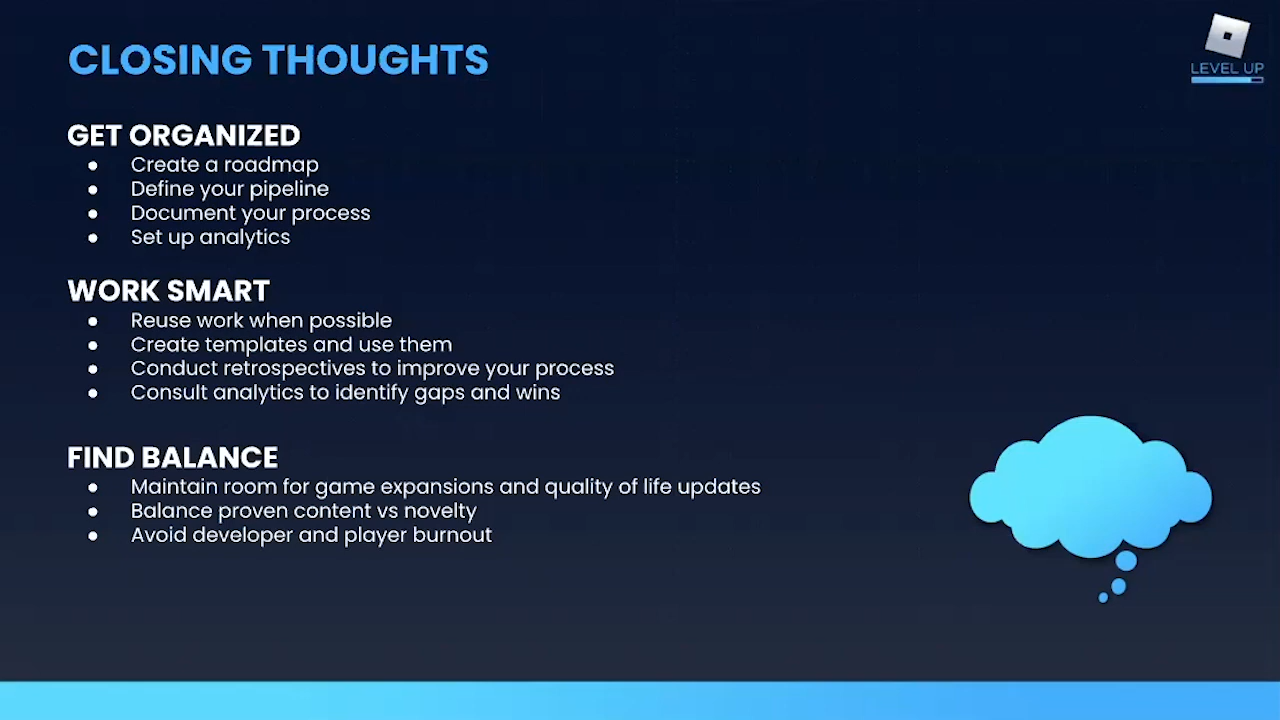 CLOSING THOUGHTS
LEVEL UP
GET ORGANIZED
● Create a roadmap
● Define your pipeline
● Document your process
● Set up analytics
WORK SMART
● Reuse work when possible
● Create templates and use them
● Conduct retrospectives to improve your process
● Consult analytics to identify gaps and wins
FIND BALANCE
● Maintain room for game expansions and quality of life updates
● Balance proven content vs novelty
● Avoid developer and player burnout